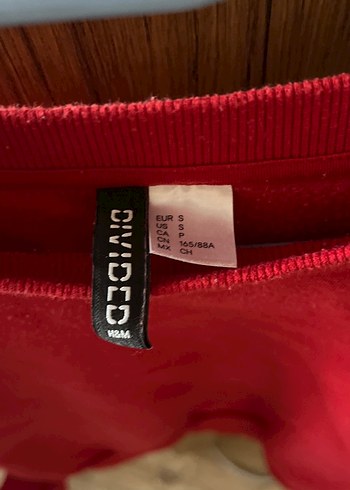 DIVIDED
H&M
EUR S
US S
CA P
CN 165/88A
MX CH